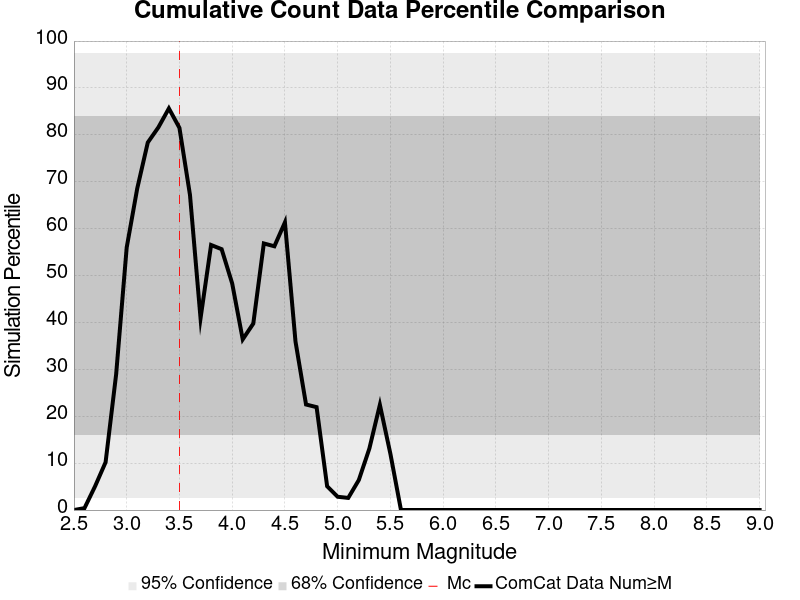 Cumulative Count Data Percentile Comparison
Simulation Percentile
100
90
80
70
60
50
40
30
20
10
0
2.5 3.0 3.5 4.0 4.5 5.0 5.5 6.0 6.5 7.0 7.5 8.0 8.5 9.0
Minimum Magnitude
95% Confidence 68% Confidence Mc ComCat Data Num≥M